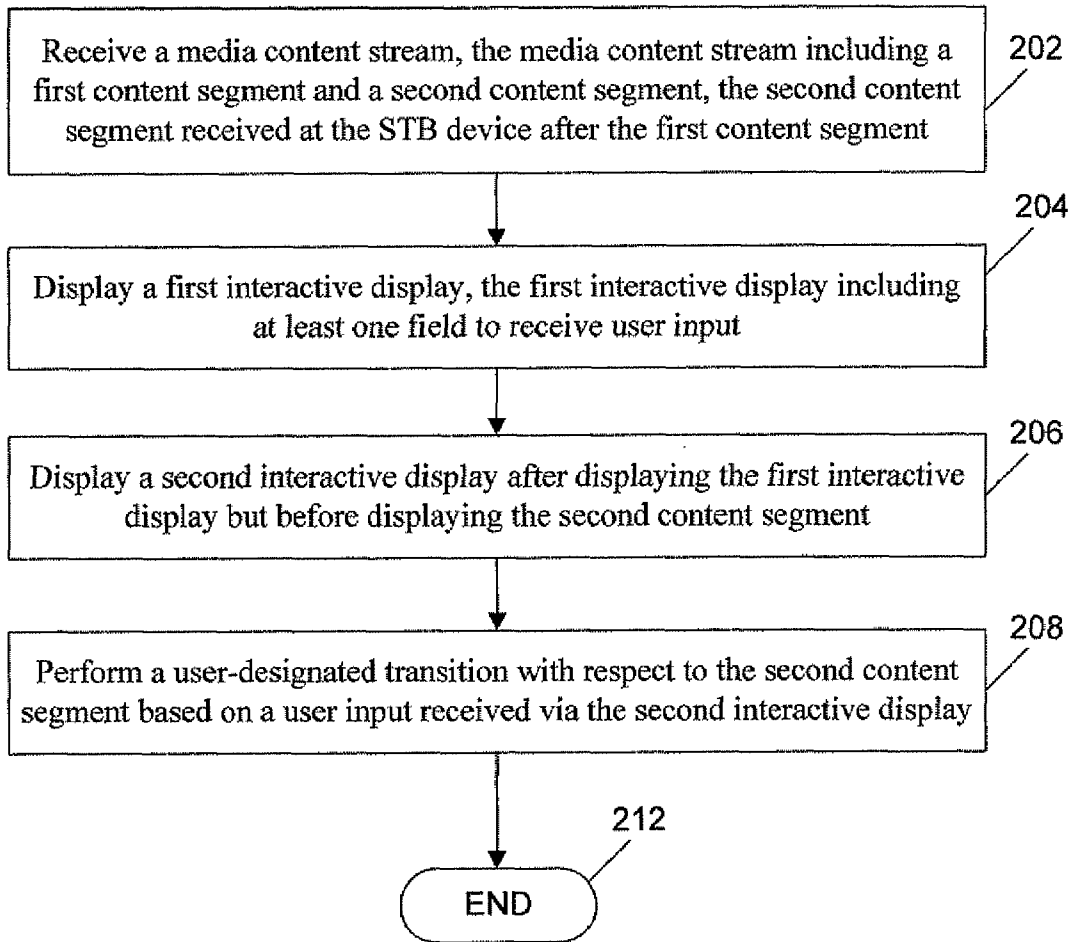 Receive a media content stream, the media content stream including a
first content segment and a second content segment, the second content
segment received at the STB device after the first content segment
202
Display a first interactive display, the first interactive display including
at least one field to receive user input
204
Display a second interactive display after displaying the first interactive
display but before displaying the second content segment
206
Perform a user-designated transition with respect to the second content
segment based on a user input received via the second interactive display
208
212
END